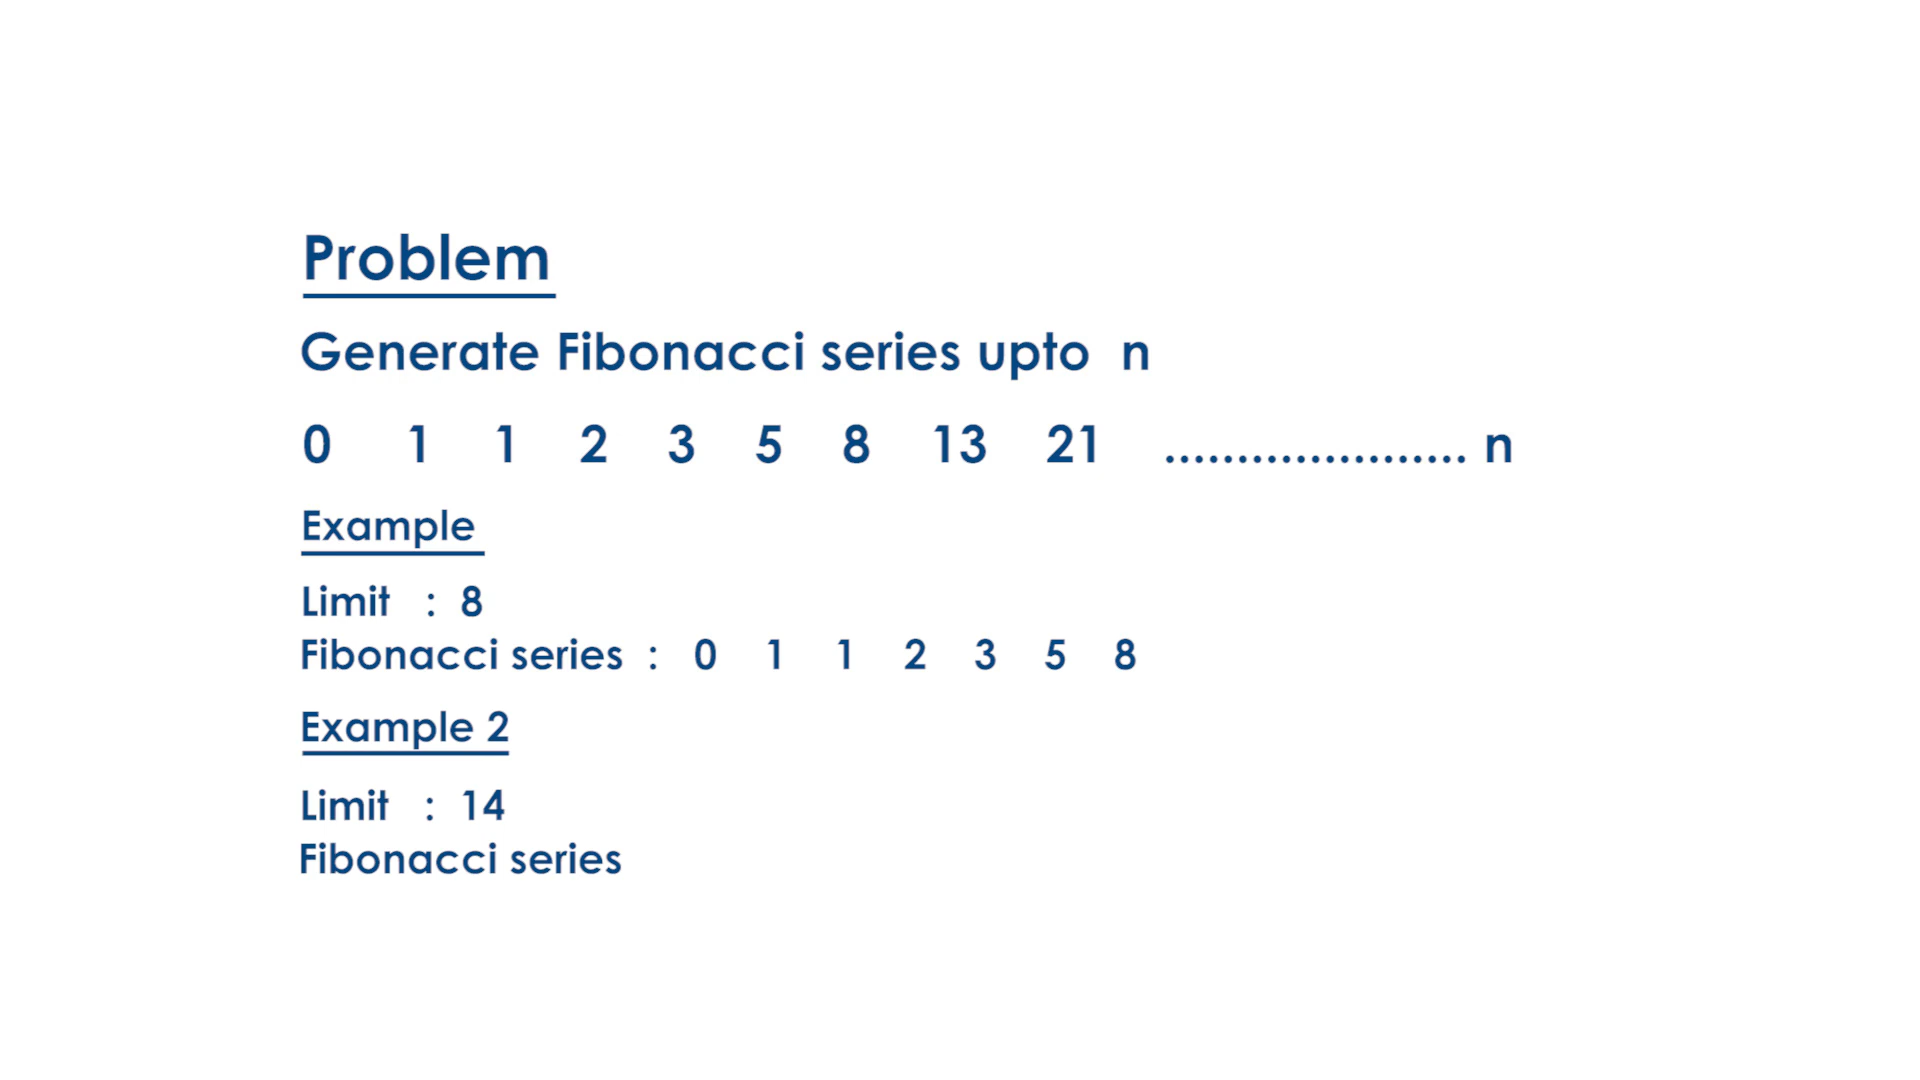 Problem
Generate Fibonacci series upto n
0 1 1 2 3 5 8 13 21 ..................... n
Example
Limit : 8
Fibonacci series : 0 1 1 2 3 5 8
Example 2
Limit : 14
Fibonacci series